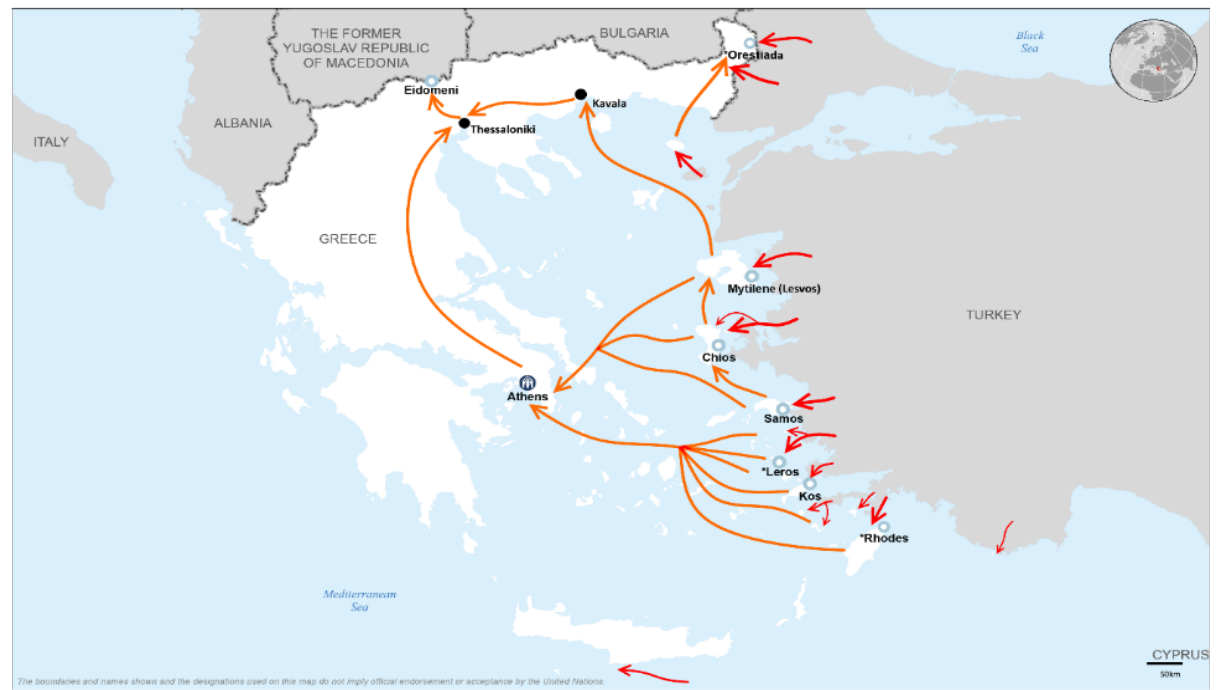 THE FORMER
YUGOSLAV REPUBLIC
OF MACEDONIA
BULGARIA
Black
Sea
*Orestiada
Eidomeni
Kavala
ALBANIA
Thessaloniki
ITALY
GREECE
Mytilene (Lesvos)
TURKEY
Chios
Athens
Samos
*Leros
Kos
*Rhodes
Mediterranean
Sea
CYPRUS
50km
The boundaries and names shown and the designations used on this map do not imply official endorsement or acceptance by the United Nations.